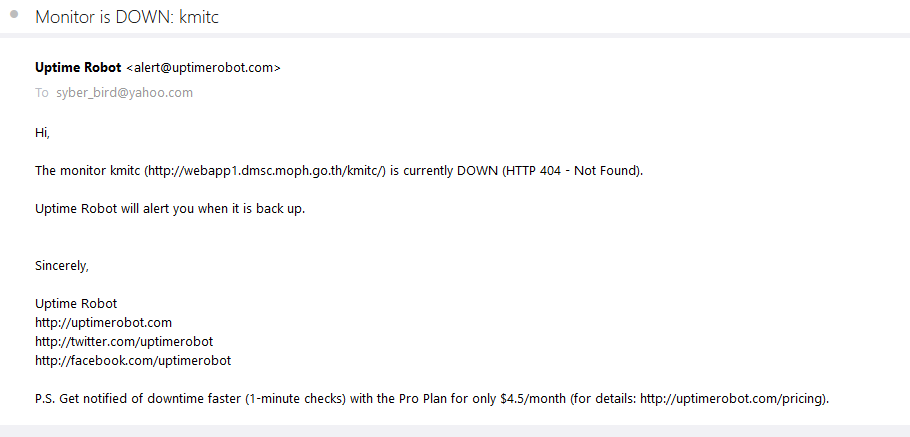 Monitor is DOWN: kmitc
Uptime Robot <alert@uptimerobot.com>
To syber_bird@yahoo.com
Hi,
The monitor kmitc (http://webapp1.dmsc.moph.go.th/kmitc/) is currently DOWN (HTTP 404 - Not Found).
Uptime Robot will alert you when it is back up.
Sincerely,
Uptime Robot
http://uptimerobot.com
http://twitter.com/uptimerobot
http://facebook.com/uptimerobot
P.S. Get notified of downtime faster (1-minute checks) with the Pro Plan for only $4.5/month (for details: http://uptimerobot.com/pricing).